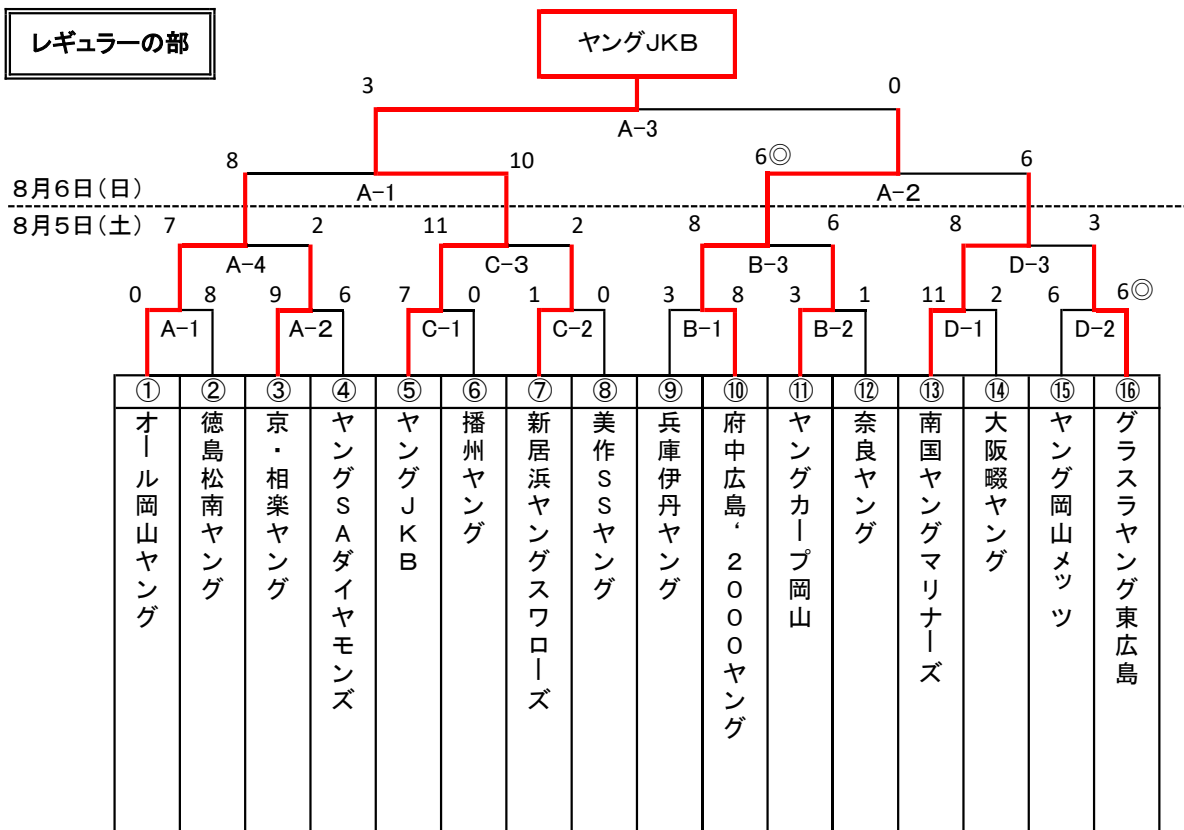 レギュラーの部
ヤングJKB
3 0
A-3
8 10 6◎ 6
8月6日(日)
A-1 A-2
8月5日(土) 7 2 11 2 8 6 8 3
A-4 C-3 B-3 D-3
0 8 9 6 7 0 1 0 3 8 3 1 11 2 6 6◎
A-1 A-2 C-1 C-2 B-1 B-2 D-1 D-2
① ② ③ ④ ⑤ ⑥ ⑦ ⑧ ⑨ ⑩ ⑪ ⑫ ⑬ ⑭ ⑮ ⑯
オール岡山ヤング
徳島松南ヤング
京・相楽ヤング
ヤングSAダイヤモンズ
ヤングJKB
播州ヤング
新居浜ヤングスワローズ
美作SSヤング
兵庫伊丹ヤング
府中広島‘2000ヤング
ヤングカープ岡山
奈良ヤング
南国ヤングマリナーズ
大阪畷ヤング
ヤング岡山メッツ
グラスラヤング東広島